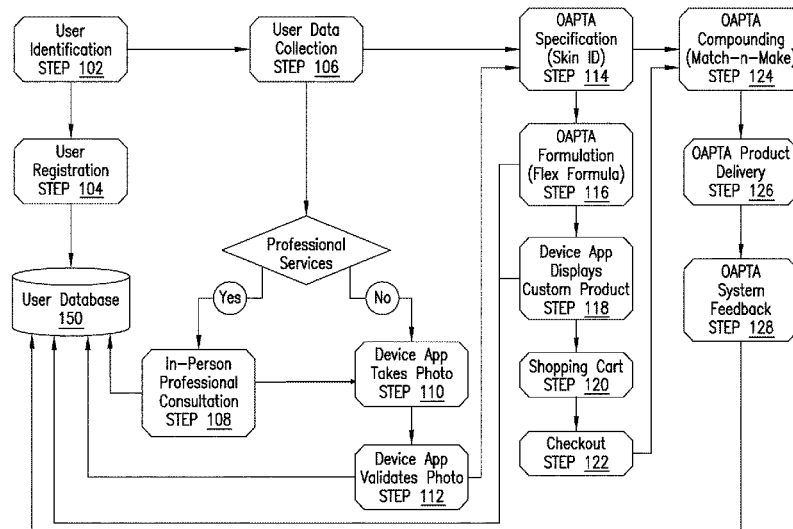 User
Identification
STEP 102
User
Registration
STEP 104
User Database
150
User Data
Collection
STEP 106
Professional
Services
Yes
No
In-Person
Professional
Consultation
STEP 108
Device App
Takes Photo
STEP 110
Device App
Validates Photo
STEP 112
OAPTA
Specification
(Skin ID)
STEP 114
OAPTA
Formulation
(Flex Formula)
STEP 116
Device App
Displays
Custom Product
STEP 118
Shopping Cart
STEP 120
Checkout
STEP 122
OAPTA
Compounding
(Match-n-Make)
STEP 124
OAPTA Product
Delivery
STEP 126
OAPTA
System
Feedback
STEP 128